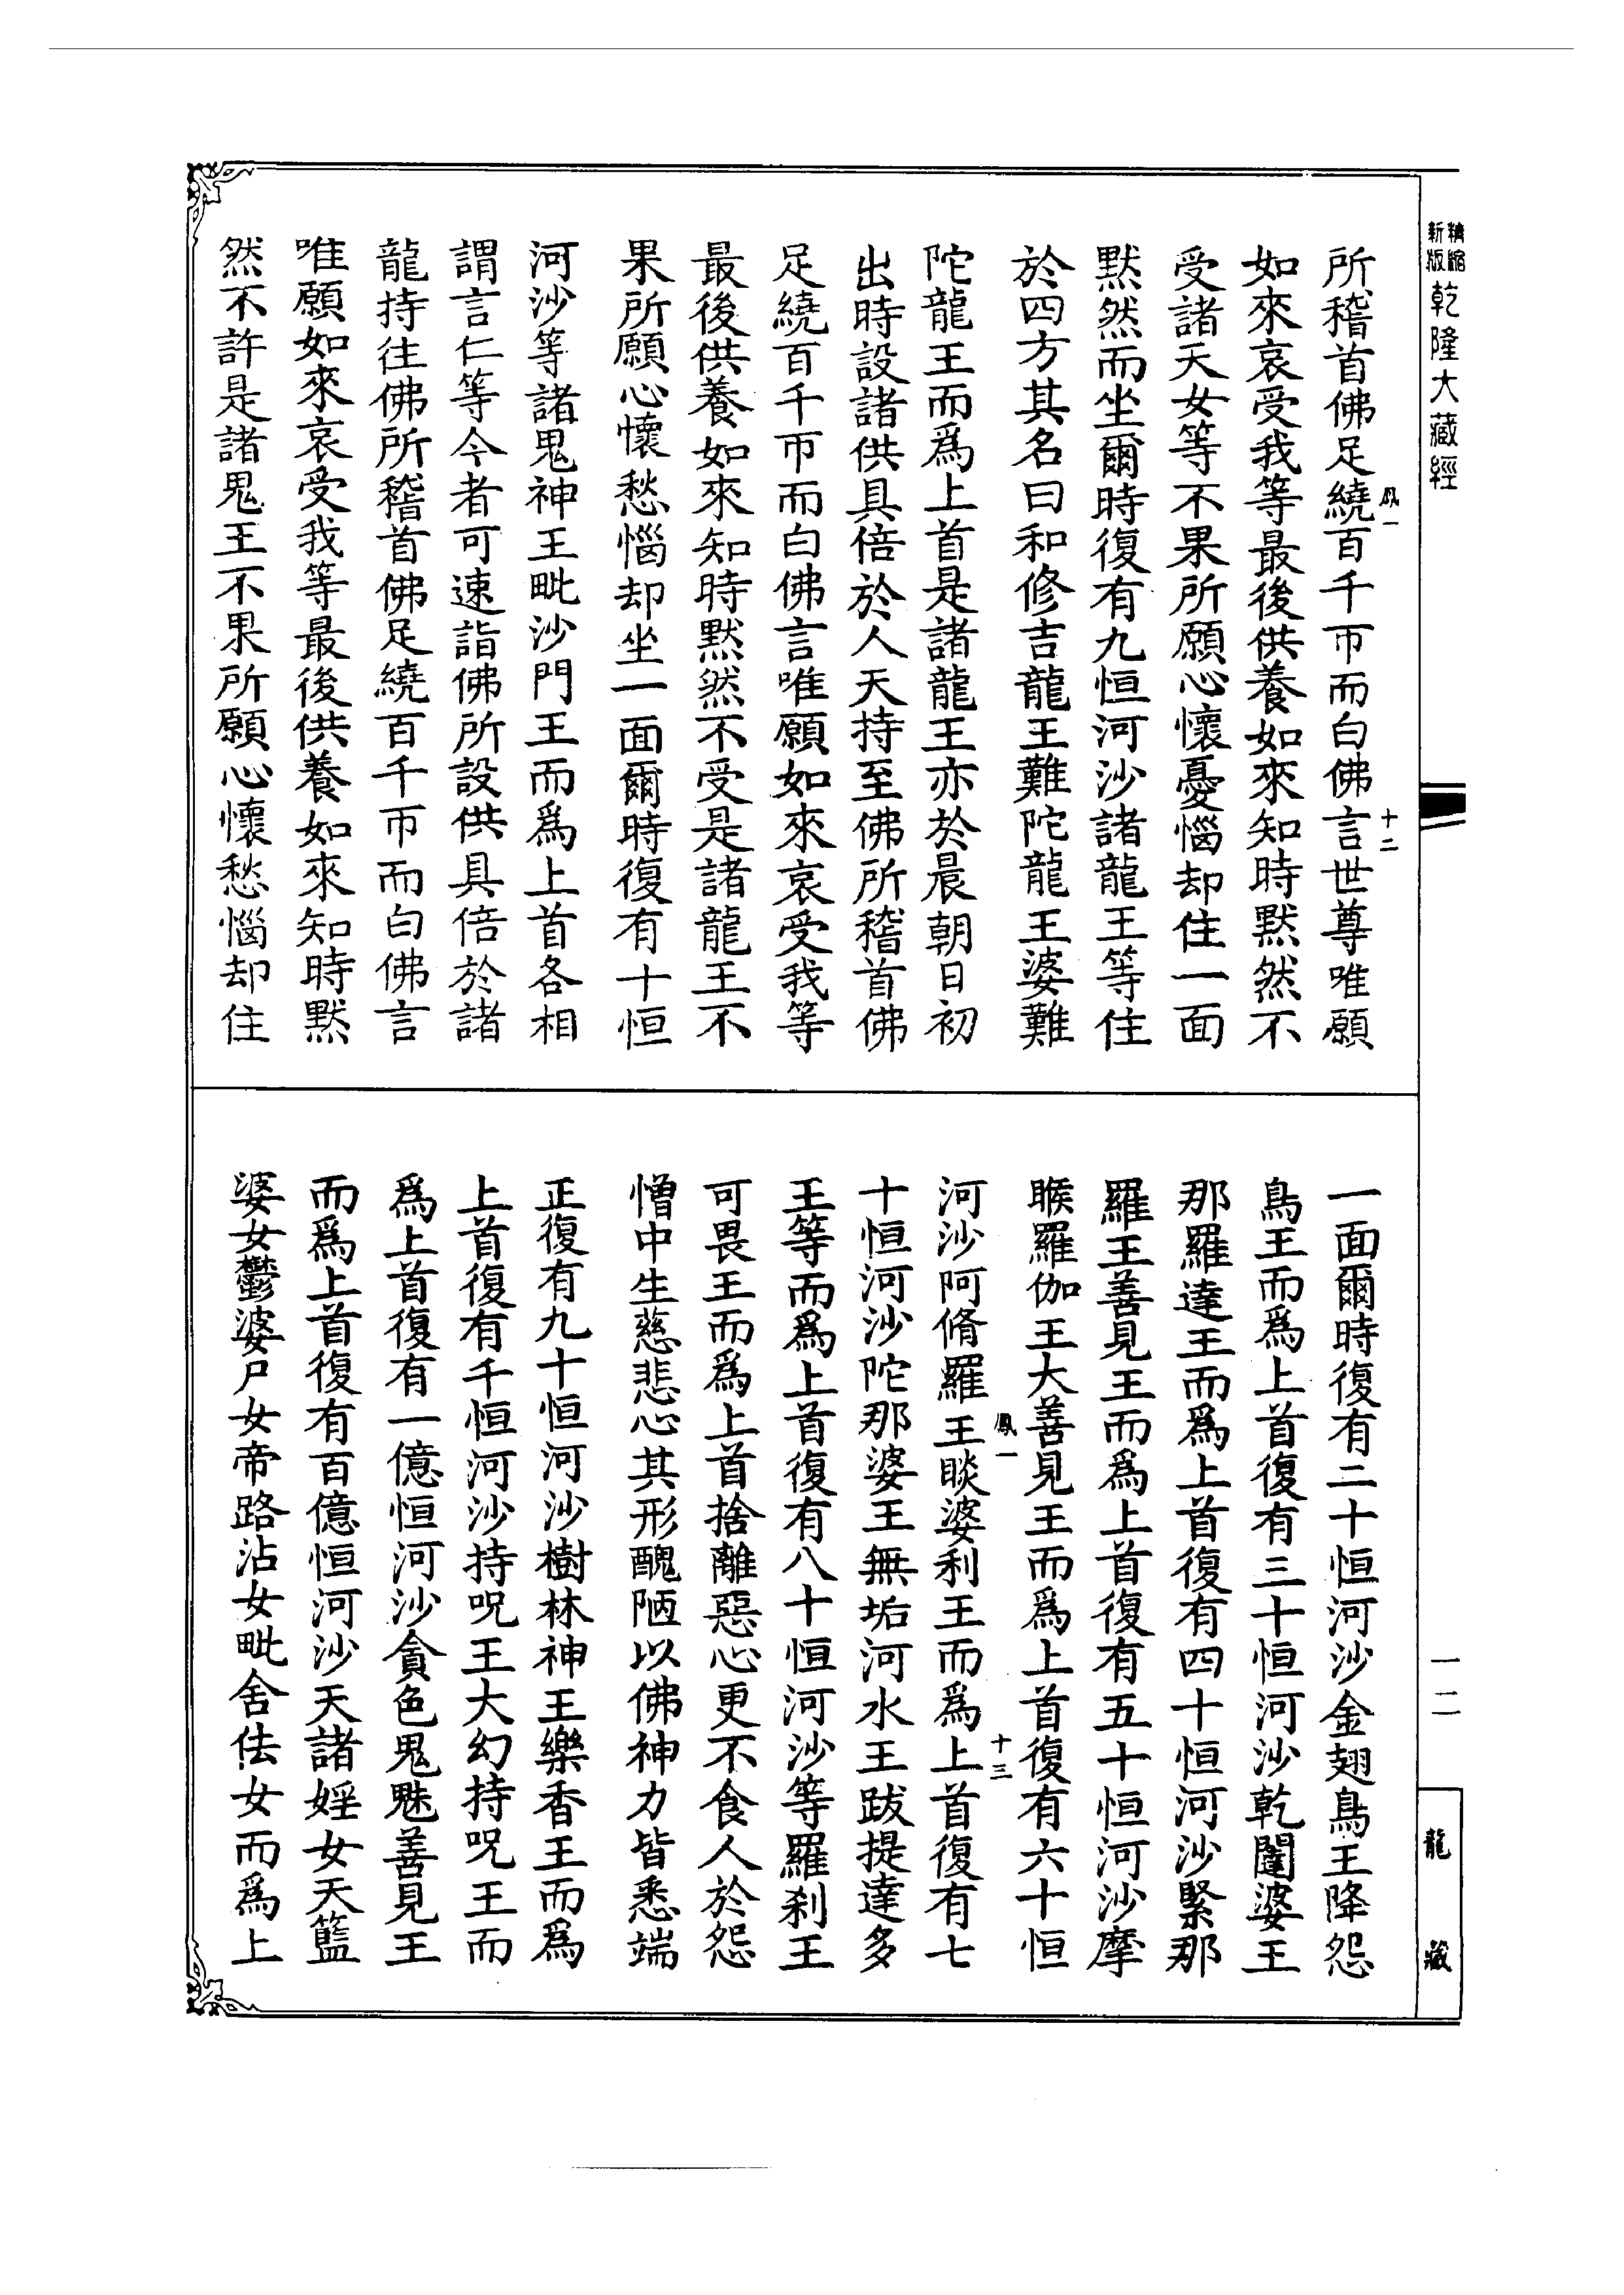 精縮新版乾隆大藏經
所稽首佛足繞百千帀而白佛言世尊唯願
鳳一
十二
如來哀受我等最後供養如來知時默然不
受諸天女等不果所願心懷憂惱却住一面
默然而坐爾時復有九恒河沙諸龍王等住
於四方其名曰和修吉龍王難陀龍王婆難
陀龍王而爲上首是諸龍王亦於晨朝日初
出時設諸供具倍於人天持至佛所稽首佛
足繞百千帀而白佛言唯願如來哀受我等
最後供養如來知時默然不受是諸龍王不
果所願心懷愁惱却坐一面爾時復有十恒
河沙等諸鬼神王毗沙門王而爲上首各相
謂言仁等今者可速詣佛所設供具倍於諸
龍持往佛所稽首佛足繞百千帀而白佛言
唯願如來哀受我等最後供養如來知時默
然不許是諸鬼王不果所願心懷愁惱却住
一面爾時復有二十恒河沙金翅鳥王降怨
鳥王而爲上首復有三十恒河沙乾闥婆王
那羅達王而爲上首復有四十恒河沙緊那
羅王善見王而爲上首復有五十恒河沙摩
睺羅伽王大善見王而爲上首復有六十恒
河沙阿脩羅王睒婆利王而爲上首復有七
鳳一
十三
十恒河沙陀那婆王無垢河水王跋提達多
王等而爲上首復有八十恒河沙等羅刹王
可畏王而爲上首捨離惡心更不食人於怨
憎中生慈悲心其形醜陋以佛神力皆悉端
正復有九十恒河沙樹林神王樂香王而爲
上首復有千恒河沙持呪王大幻持呪王而
爲上首復有一億恒河沙貪色鬼魅善見王
而爲上首復有百億恒河沙天諸婬女天籃
婆女鬱婆尸女帝路沾女毗舍佉女而爲上
一二
龍藏